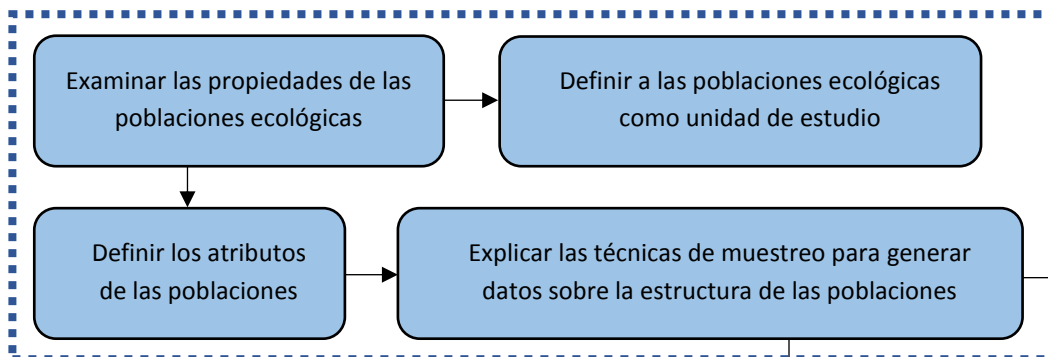 Examinar las propiedades de las
poblaciones ecológicas
Definir a las poblaciones ecológicas
como unidad de estudio
Definir los atributos
de las poblaciones
Explicar las técnicas de muestreo para generar
datos sobre la estructura de las poblaciones